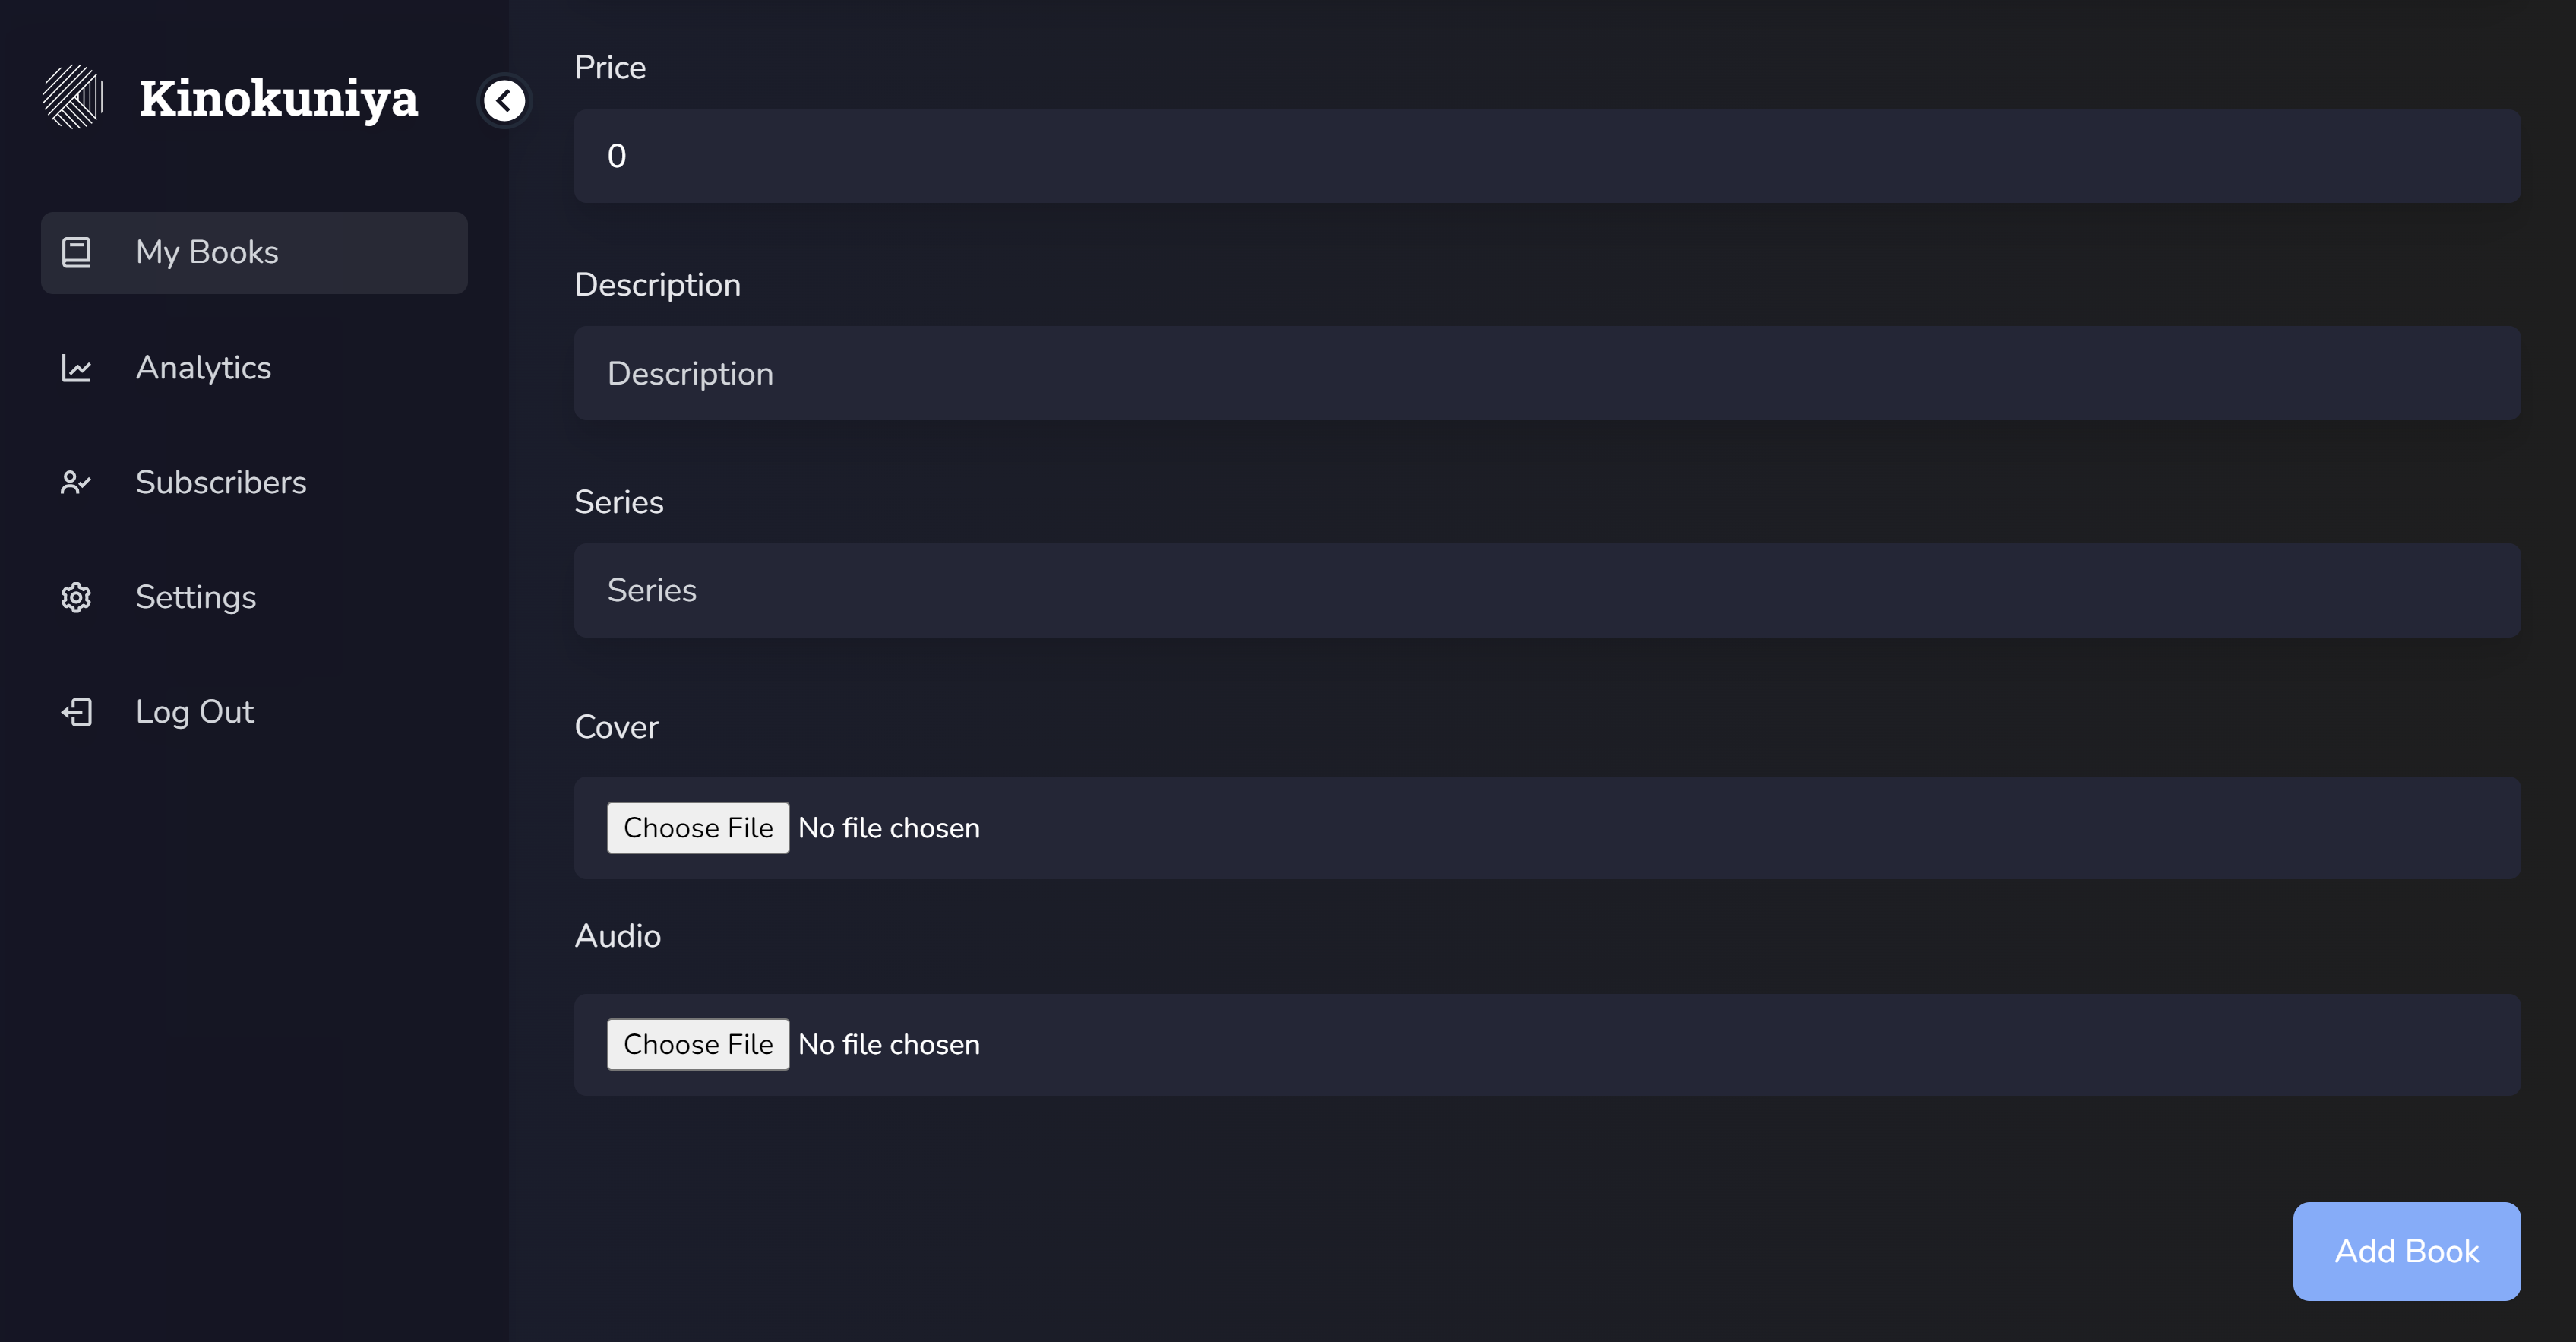 Kinokuniya
My Books
Analytics
Subscribers
Settings
Log Out
Price
0
Description
Description
Series
Series
Cover
Choose File No file chosen
Audio
Choose File No file chosen
Add Book